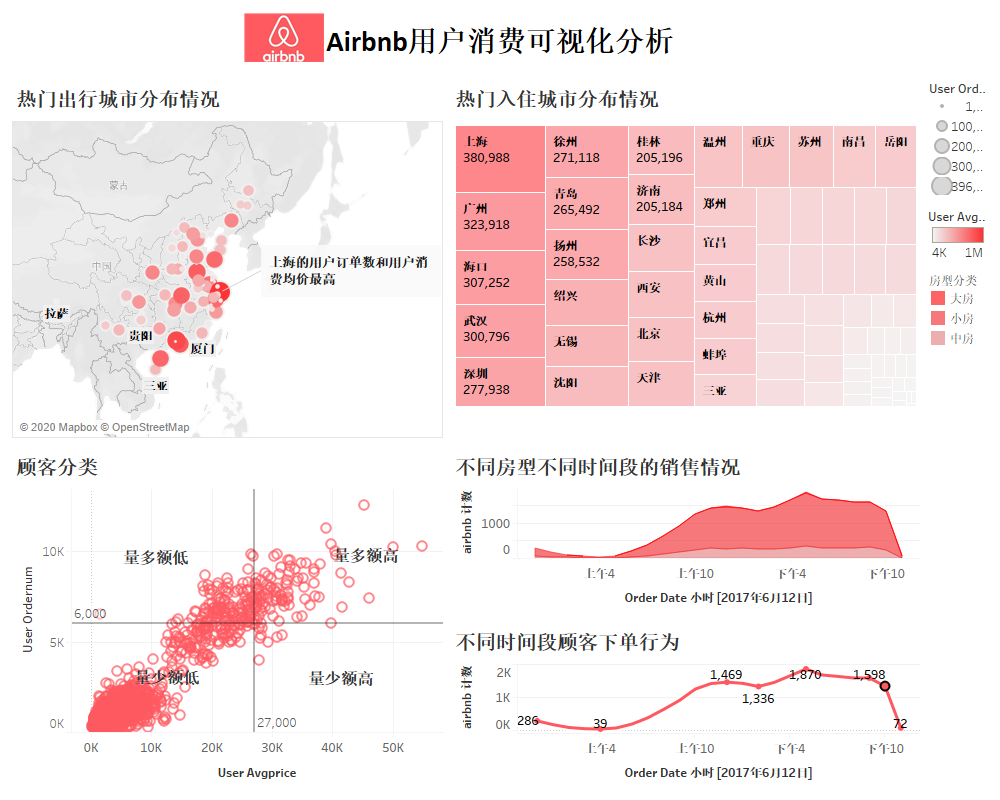 airbnb
Airbnb用户消费可视化分析
热门出行城市分布情况
蒙古
中国
上海的用户订单数和用户消
费均价最高
拉萨
贵阳
厦门
三亚
© 2020 Mapbox © OpenStreetMap
热门入住城市分布情况
上海
380,988
广州
323,918
海口
307,252
武汉
300,796
深圳
277,938
徐州
271,118
青岛
265,492
扬州
258,532
绍兴
无锡
沈阳
桂林
205,196
济南
205,184
长沙
西安
北京
天津
温州
重庆
苏州
南昌
岳阳
郑州
宜昌
黄山
杭州
蚌埠
三亚
User Ord..
1,..
100,..
200,..
300,..
396,..
User Avg..
4K
1M
房型分类
大房
小房
中房
顾客分类
User Ordernum
10K
5K
0K
量多额低
量多额高
6,000
量少额低
量少额高
27,000
0K
10K
20K
30K
40K
50K
User Avgprice
不同房型不同时间段的销售情况
airbnb 计数
1000
0
上午4
上午10
下午4
下午10
Order Date 小时 [2017年6月12日]
不同时间段顾客下单行为
airbnb 计数
2K
1K
0K
286
39
1,469
1,336
1,870
1,598
72
上午4
上午10
下午4
下午10
Order Date 小时 [2017年6月12日]